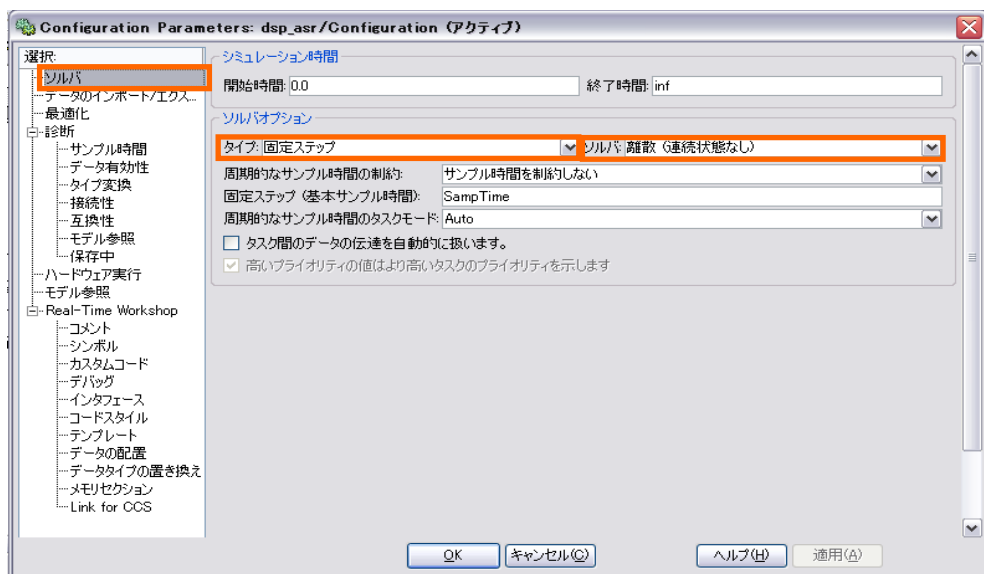 Configuration Parameters: dsp_asr/Configuration (アクティブ)
選択:
ソルバ
データのインポート/エクス...
最適化
診断
サンプル時間
データ有効性
タイプ変換
接続性
互換性
モデル参照
保存中
ハードウェア実行
モデル参照
Real-Time Workshop
コメント
シンボル
カスタムコード
デバッグ
インタフェース
コードスタイル
テンプレート
データの配置
データタイプの置き換え
メモリセクション
Link for CCS
シミュレーション時間
開始時間: 0.0 終了時間: inf
ソルバオプション
タイプ: 固定ステップ ソルバ: 離散 (連続状態なし)
周期的なサンプル時間の制約: サンプル時間を制約しない
固定ステップ (基本サンプル時間): SampTime
周期的なサンプル時間のタスクモード: Auto
タスク間のデータの伝達を自動的に扱います。
高いプライオリティの値はより高いタスクのプライオリティを示します
OK キャンセル(C) ヘルプ(H) 適用(A)